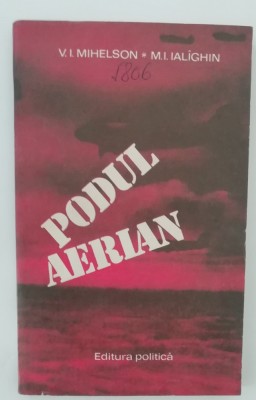 V. I. MIHELSON • M.I. IALÎGHIN
1806
PODUL
AERIAN
Editura politică